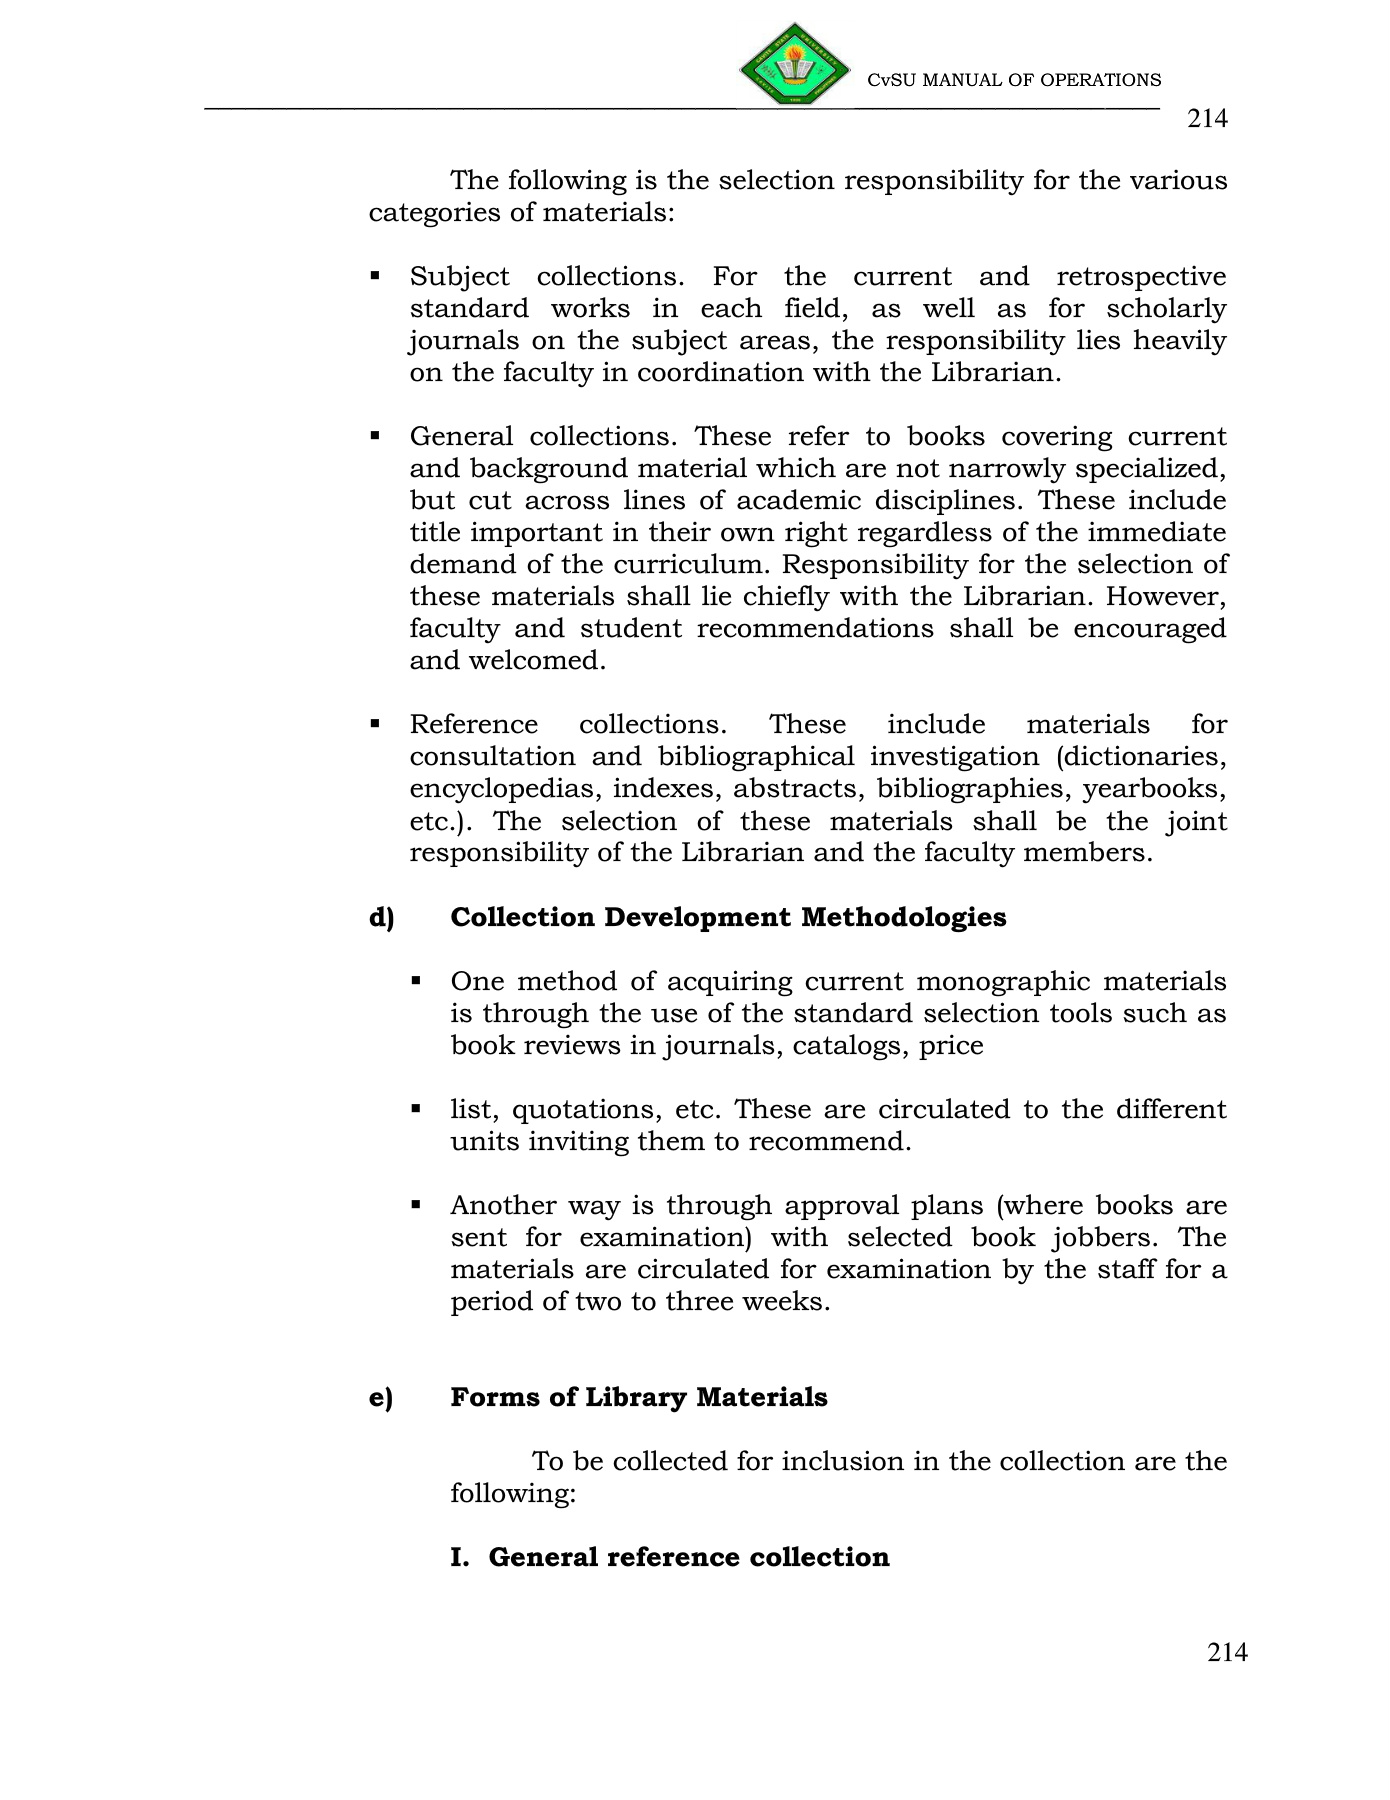 CvSU MANUAL OF OPERATIONS
214
The following is the selection responsibility for the various
categories of materials:
▪ Subject collections. For the current and retrospective
standard works in each field, as well as for scholarly
journals on the subject areas, the responsibility lies heavily
on the faculty in coordination with the Librarian.
▪ General collections. These refer to books covering current
and background material which are not narrowly specialized,
but cut across lines of academic disciplines. These include
title important in their own right regardless of the immediate
demand of the curriculum. Responsibility for the selection of
these materials shall lie chiefly with the Librarian. However,
faculty and student recommendations shall be encouraged
and welcomed.
▪ Reference collections. These include materials for
consultation and bibliographical investigation (dictionaries,
encyclopedias, indexes, abstracts, bibliographies, yearbooks,
etc.). The selection of these materials shall be the joint
responsibility of the Librarian and the faculty members.
d) Collection Development Methodologies
▪ One method of acquiring current monographic materials
is through the use of the standard selection tools such as
book reviews in journals, catalogs, price
▪ list, quotations, etc. These are circulated to the different
units inviting them to recommend.
▪ Another way is through approval plans (where books are
sent for examination) with selected book jobbers. The
materials are circulated for examination by the staff for a
period of two to three weeks.
e) Forms of Library Materials
To be collected for inclusion in the collection are the
following:
I. General reference collection
214